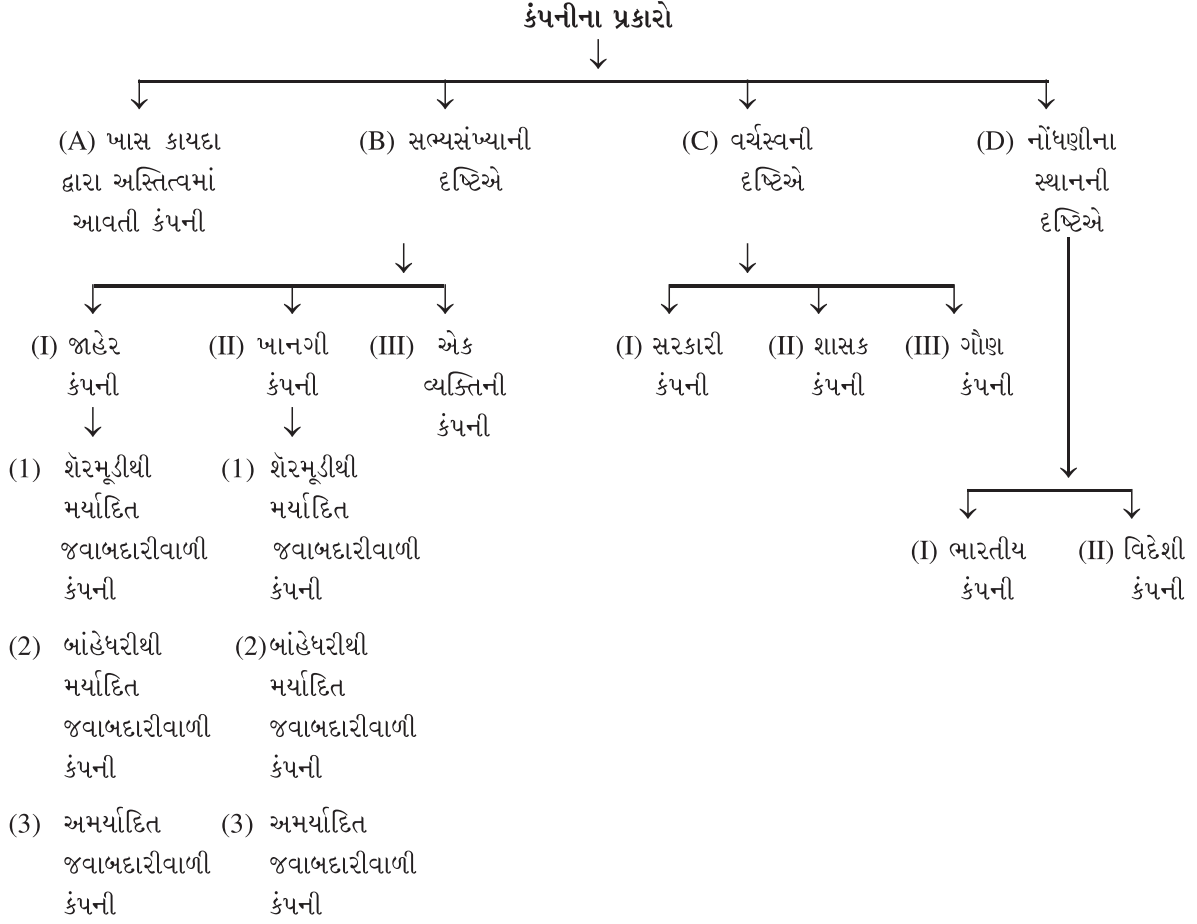 કંપનીના પ્રકારો
(A) ખાસ કાયદા
દ્વારા અસ્તિત્વમાં
આવતી કંપની
(B) સભ્યસંખ્યાની
દૃષ્ટિએ
(C) વર્ચસ્વની
દૃષ્ટિએ
(D) નોંધણીના
સ્થાનની
દૃષ્ટિએ
(I) જાહેર
કંપની
(II) ખાનગી
કંપની
(III) એક
વ્યક્તિની
કંપની
(I) સરકારી
કંપની
(II) શાસક
કંપની
(III) ગૌણ
કંપની
(1) શૅરમૂડીથી
મર્યાદિત
જવાબદારીવાળી
કંપની
(2) બાંહેધરીથી
મર્યાદિત
જવાબદારીવાળી
કંપની
(3) અમર્યાદિત
જવાબદારીવાળી
કંપની
(1) શૅરમૂડીથી
મર્યાદિત
જવાબદારીવાળી
કંપની
(2) બાંહેધરીથી
મર્યાદિત
જવાબદારીવાળી
કંપની
(3) અમર્યાદિત
જવાબદારીવાળી
કંપની
(I) ભારતીય
કંપની
(II) વિદેશી
કંપની